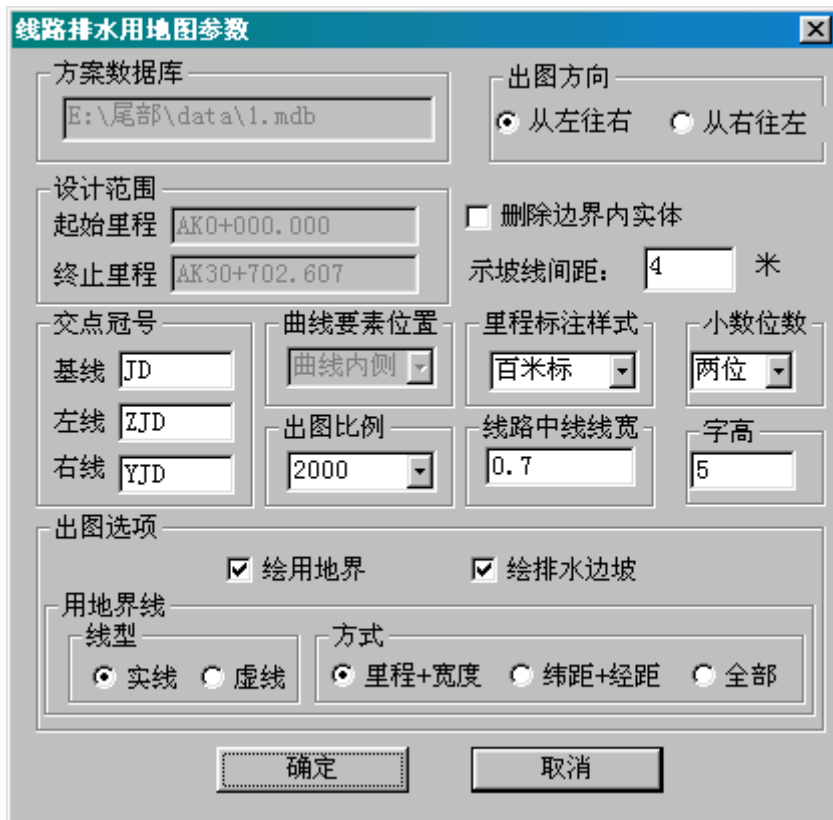 线路排水用地图参数
方案数据库
E:\尾部\data\1.mdb
出图方向
从左往右 从右往左
设计范围
起始里程 AK0+000.000
终止里程 AK30+702.607
删除边界内实体
示坡线间距： 4 米
交点冠号
基线 JD
左线 ZJD
右线 YJD
曲线要素位置
曲线内侧
里程标注样式
百米标
小数位数
两位
出图比例
2000
线路中线线宽
0.7
字高
5
出图选项
绘用地界 绘排水边坡
用地界线
线型
实线 虚线
方式
里程+宽度 纬距+经距 全部
确定 取消